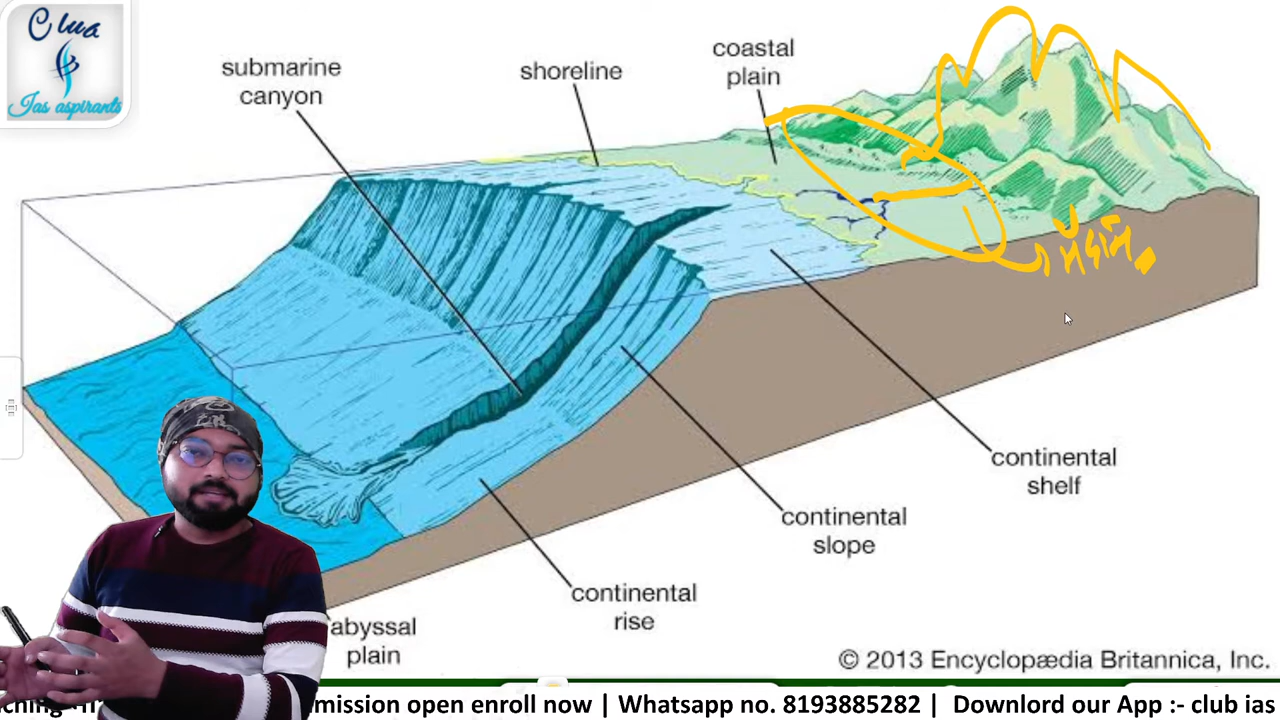 Club
Ias aspirants
submarine
canyon
shoreline
coastal
plain
मैदान
continental
shelf
continental
slope
continental
rise
abyssal
plain
© 2013 Encyclopædia Britannica, Inc.
mission open enroll now | Whatsapp no. 8193885282 | Downlord our App :- club ias